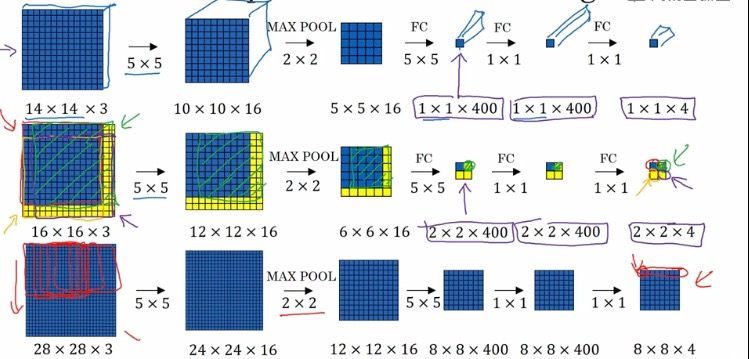 MAX POOL FC FC FC
5 × 5 2 × 2 5 × 5 1 × 1 1 × 1
14 × 14 × 3 10 × 10 × 16 5 × 5 × 16 1 × 1 × 400 1 × 1 × 400 1 × 1 × 4
MAX POOL FC FC FC
5 × 5 2 × 2 5 × 5 1 × 1 1 × 1
16 × 16 × 3 12 × 12 × 16 6 × 6 × 16 2 × 2 × 400 2 × 2 × 400 2 × 2 × 4
MAX POOL FC FC FC
5 × 5 2 × 2 5 × 5 1 × 1 1 × 1
28 × 28 × 3 24 × 24 × 16 12 × 12 × 16 8 × 8 × 400 8 × 8 × 400 8 × 8 × 4